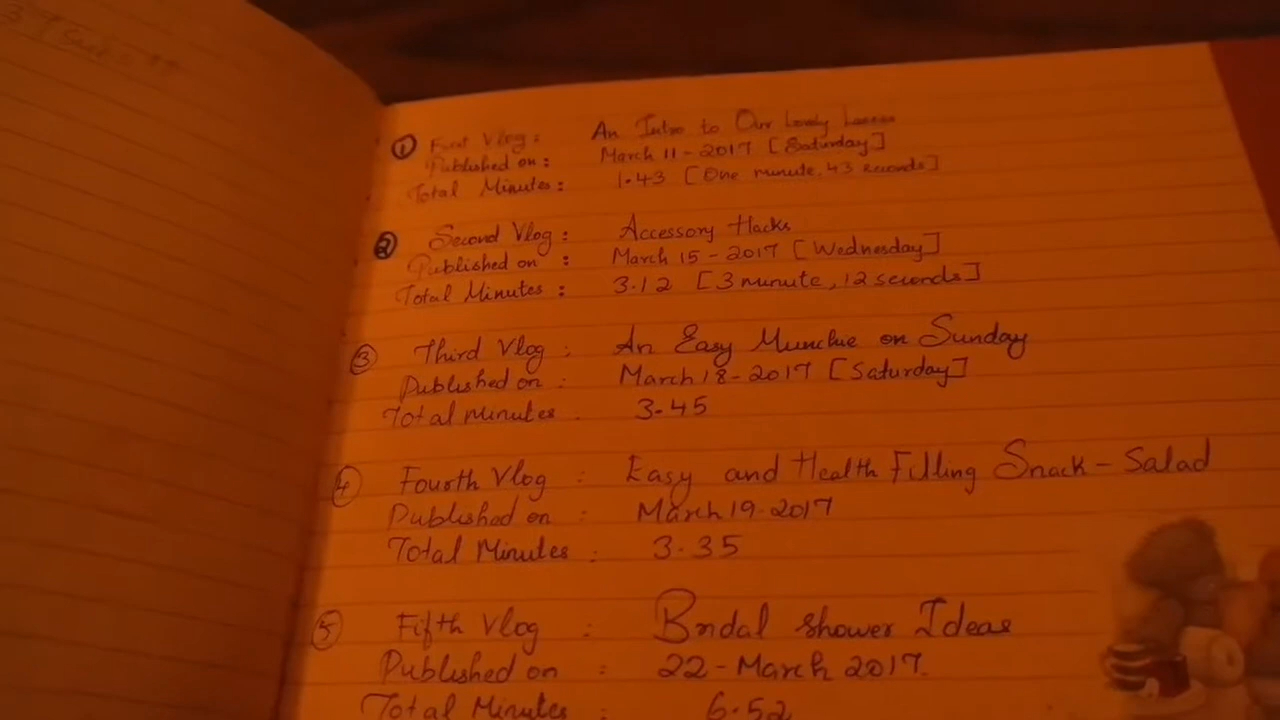 ① First Vlog : An Intro to Our Lovely
Published on : March 11 - 2017 [Saturday]
Total Minutes : 1.43 [One minute, 43 seconds]
② Second Vlog : Accessory Hacks
Published on : March 15 - 2017 [Wednesday]
Total Minutes : 3.12 [3 minute, 12 seconds]
③ Third Vlog : An Easy Munchie on Sunday
Published on : March 18 - 2017 [Saturday]
Total Minutes : 3-45
④ Fourth Vlog : Easy and Health Filling Snack - Salad
Published on : March 19-2017
Total Minutes : 3.35
⑤ Fifth Vlog : Bridal Shower Ideas
Published on : 22 - March 2017.
Total Minutes : 6.52